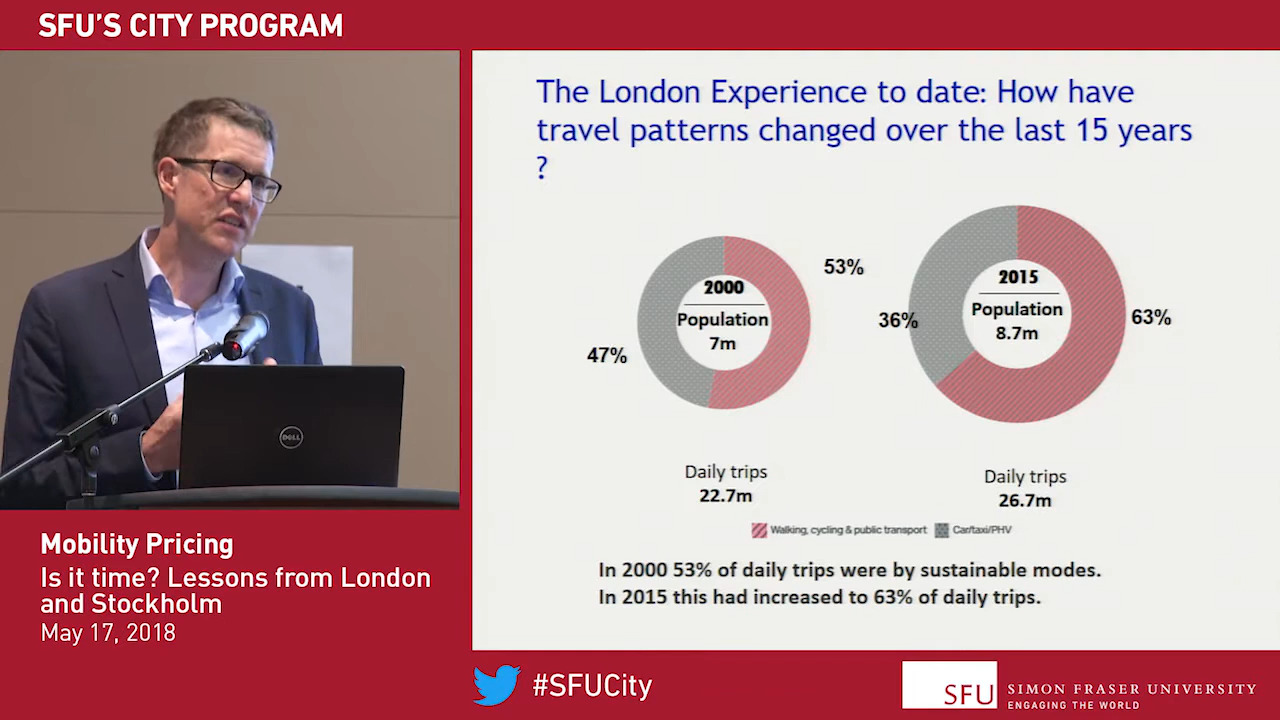 SFU'S CITY PROGRAM
The London Experience to date: How have
travel patterns changed over the last 15 years
?
2000
Population
7m
53%
47%
2015
Population
8.7m
36%
63%
Daily trips
22.7m
Daily trips
26.7m
Walking, cycling & public transport
Car/taxi/PHV
In 2000 53% of daily trips were by sustainable modes.
In 2015 this had increased to 63% of daily trips.
DELL
Mobility Pricing
Is it time? Lessons from London
and Stockholm
May 17, 2018
#SFUCity
SFU
SIMON FRASER UNIVERSITY
ENGAGING THE WORLD